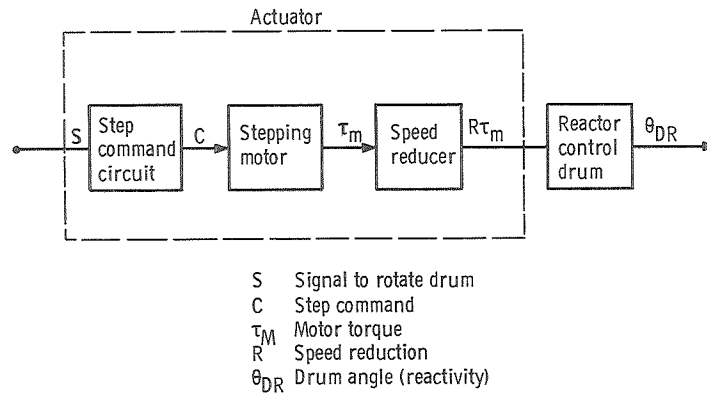 Actuator
S
Step
command
circuit
C
Stepping
motor
τm
Speed
reducer
Rτm
Reactor
control
drum
θDR
S Signal to rotate drum
C Step command
τM Motor torque
R Speed reduction
θDR Drum angle (reactivity)